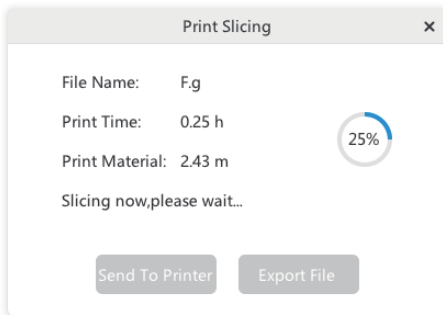 Print Slicing
File Name: F.g
Print Time: 0.25 h
25%
Print Material: 2.43 m
Slicing now,please wait...
Send To Printer Export File